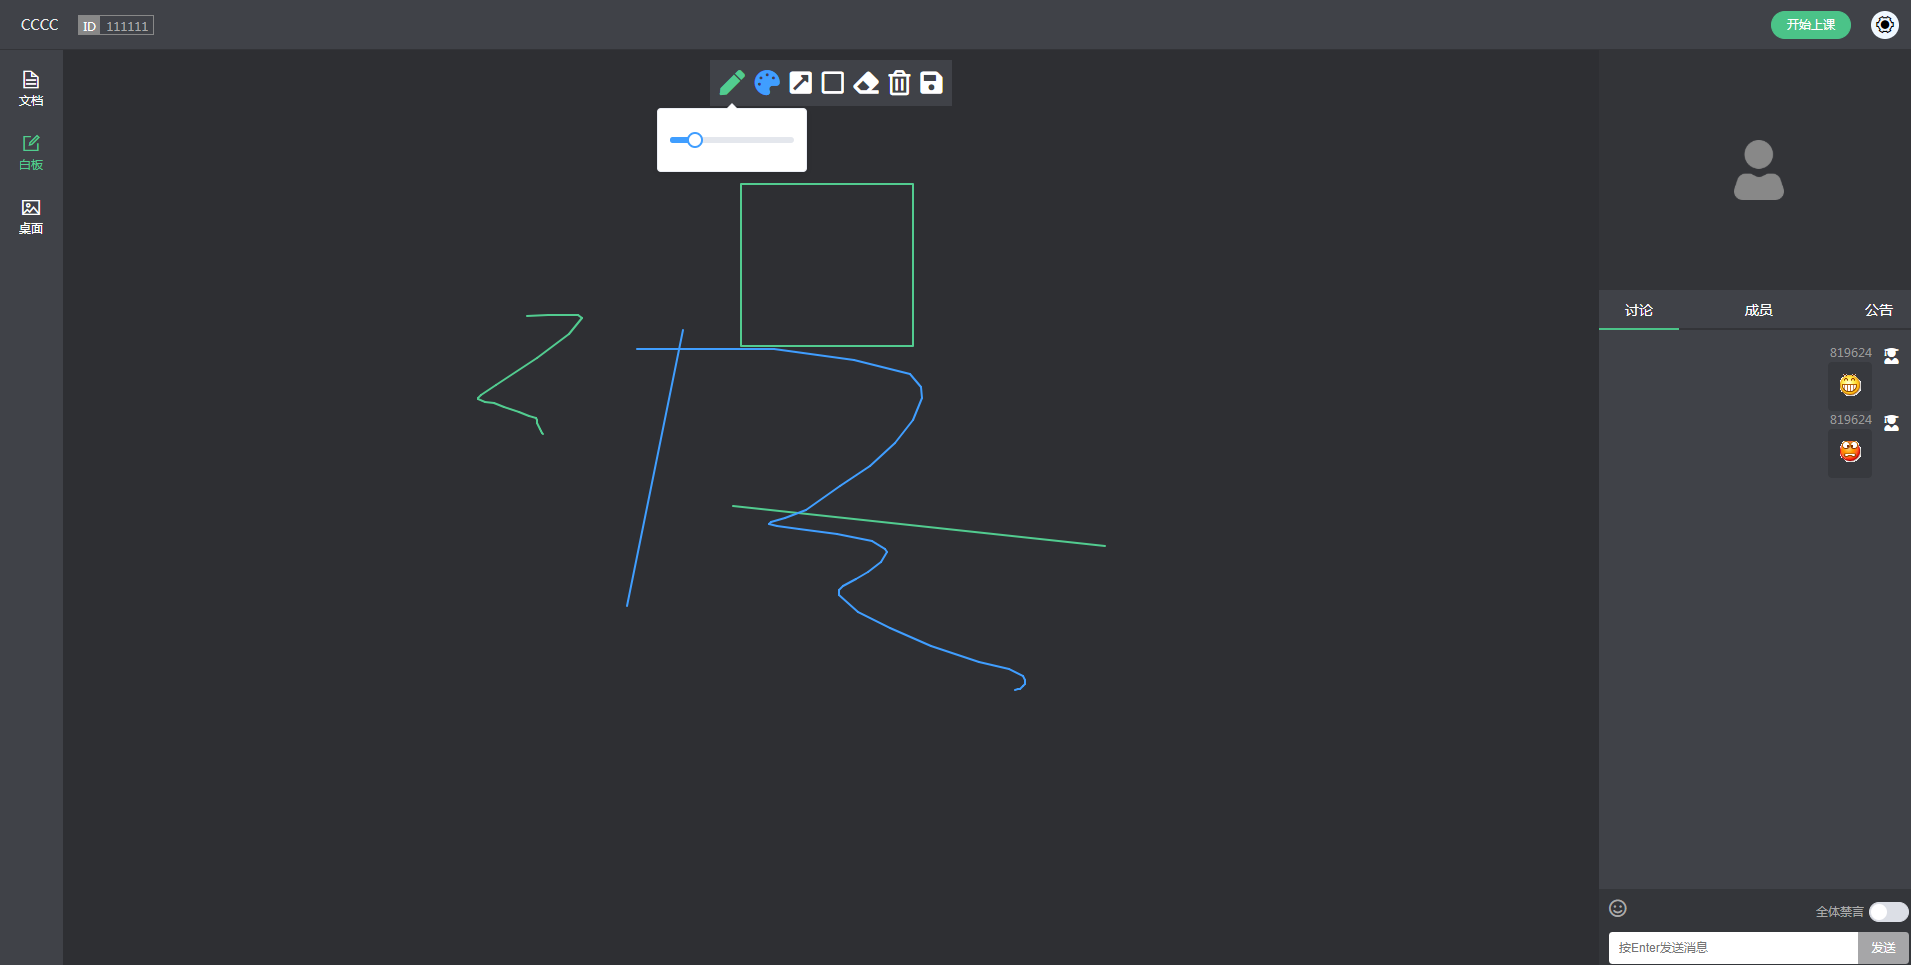 CCCC ID 111111 开始上课
文档
白板
桌面
讨论 成员 公告
819624
819624
全体禁言
按Enter发送消息 发送